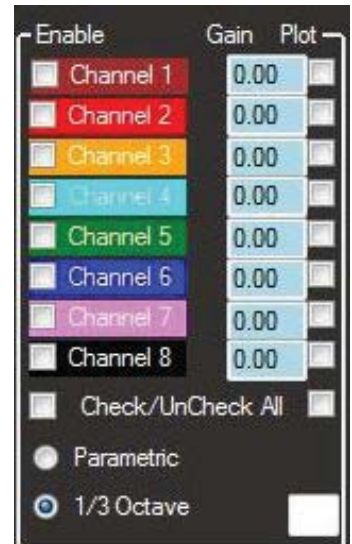 Enable Gain Plot
Channel 1 0.00
Channel 2 0.00
Channel 3 0.00
Channel 4 0.00
Channel 5 0.00
Channel 6 0.00
Channel 7 0.00
Channel 8 0.00
Check/UnCheck All
Parametric
1/3 Octave